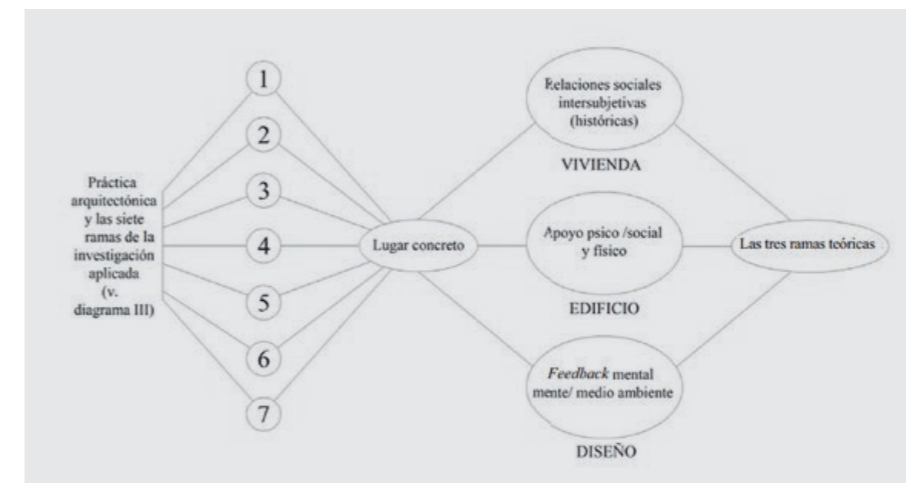 Práctica
arquitectónica
y las siete
ramas de la
investigación
aplicada
(v.
diagrama III)
1
2
3
4
5
6
7
Lugar concreto
Relaciones sociales
intersubjetivas
(históricas)
VIVIENDA
Apoyo psico /social
y físico
EDIFICIO
Feedback mental
mente/ medio ambiente
DISEÑO
Las tres ramas teóricas